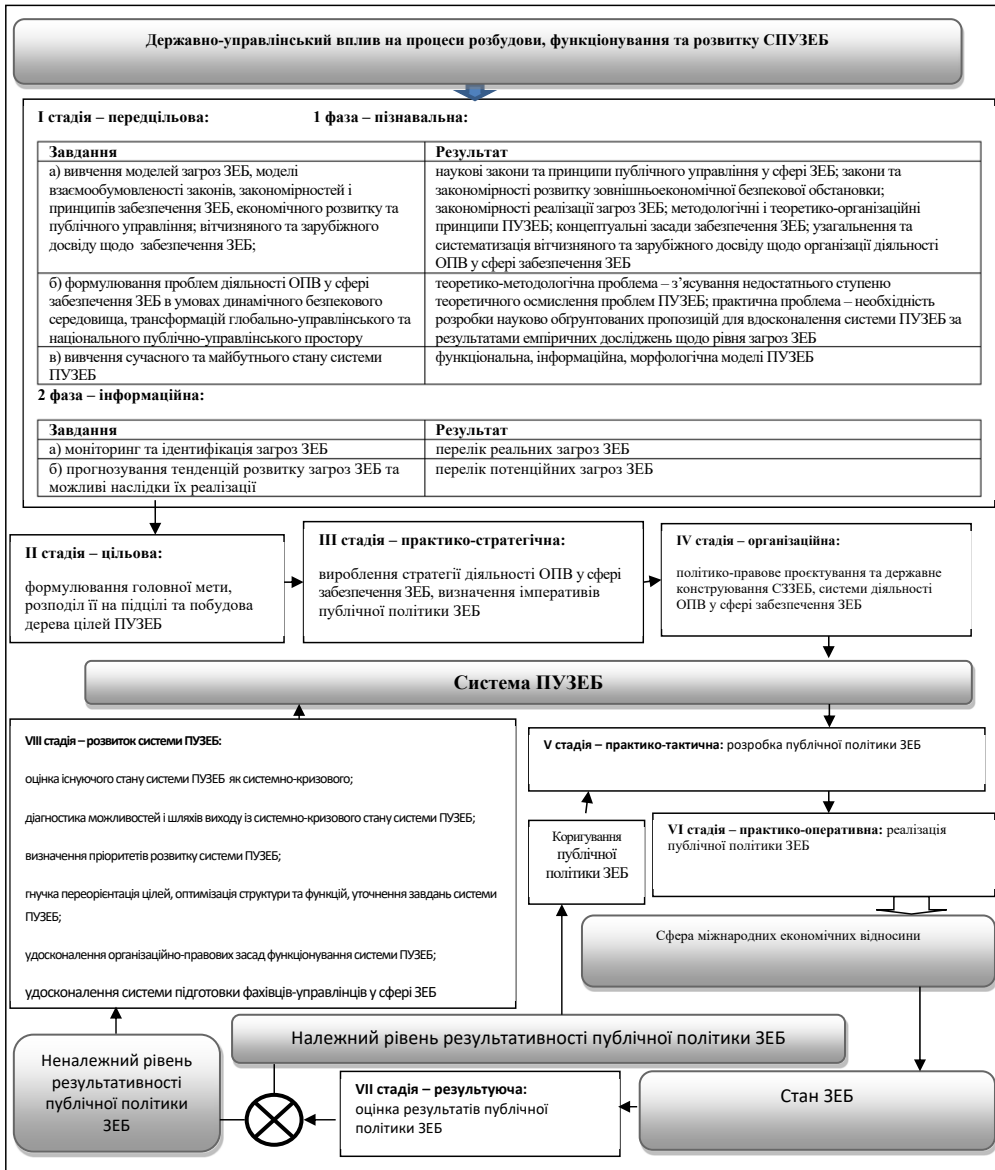 Державно-управлінський вплив на процеси розбудови, функціонування та розвитку СПУЗЕБ
І стадія – передцільова: 1 фаза – пізнавальна:
Завдання
Результат
а) вивчення моделей загроз ЗЕБ, моделі
взаємообумовленості законів, закономірностей і
принципів забезпечення ЗЕБ, економічного розвитку та
публічного управління; вітчизняного та зарубіжного
досвіду щодо забезпечення ЗЕБ;
наукові закони та принципи публічного управління у сфері ЗЕБ; закони та
закономірності розвитку зовнішньоекономічної безпекової обстановки;
закономірності реалізації загроз ЗЕБ; методологічні і теоретико-організаційні
принципи ПУЗЕБ; концептуальні засади забезпечення ЗЕБ; узагальнення
та систематизація вітчизняного та зарубіжного досвіду щодо організації діяльності
ОПВ у сфері забезпечення ЗЕБ
б) формулювання проблем діяльності ОПВ у сфері
забезпечення ЗЕБ в умовах динамічного безпекового
середовища, трансформацій глобально-управлінського та
національного публічно-управлінського простору
теоретико-методологічна проблема – з’ясування недостатнього ступеню
теоретичного осмислення проблем ПУЗЕБ; практична проблема – необхідність
розробки науково обґрунтованих пропозицій для вдосконалення системи ПУЗЕБ за
результатами емпіричних досліджень щодо рівня загроз ЗЕБ
в) вивчення сучасного та майбутнього стану системи
ПУЗЕБ
функціональна, інформаційна, морфологічна моделі ПУЗЕБ
2 фаза – інформаційна:
Завдання
Результат
а) моніторинг та ідентифікація загроз ЗЕБ
перелік реальних загроз ЗЕБ
б) прогнозування тенденцій розвитку загроз ЗЕБ та
можливі наслідки їх реалізації
перелік потенційних загроз ЗЕБ
ІІ стадія – цільова:
формулювання головної мети,
розподіл її на підцілі та побудова
дерева цілей ПУЗЕБ
ІІІ стадія – практико-стратегічна:
вироблення стратегії діяльності ОПВ у сфері
забезпечення ЗЕБ, визначення імперативів
публічної політики ЗЕБ
IV стадія – організаційна:
політико-правове проєктування та державне
конструювання СЗЗЕБ, системи діяльності
ОПВ у сфері забезпечення ЗЕБ
Система ПУЗЕБ
VIII стадія – розвиток системи ПУЗЕБ:
оцінка існуючого стану системи ПУЗЕБ як системно-кризового;
діагностика можливостей і шляхів виходу із системно-кризового стану системи ПУЗЕБ;
визначення пріоритетів розвитку системи ПУЗЕБ;
гнучка переорієнтація цілей, оптимізація структури та функцій, уточнення завдань системи
ПУЗЕБ;
удосконалення організаційно-правових засад функціонування системи ПУЗЕБ;
удосконалення системи підготовки фахівців-управлінців у сфері ЗЕБ
V стадія – практико-тактична: розробка публічної політики ЗЕБ
Коригування
публічної
політики ЗЕБ
VI стадія – практико-оперативна: реалізація
публічної політики ЗЕБ
Сфера міжнародних економічних відносини
Належний рівень результативності публічної політики ЗЕБ
Неналежний рівень
результативності
публічної політики
ЗЕБ
VII стадія – результуюча:
оцінка результатів публічної
політики ЗЕБ
Стан ЗЕБ